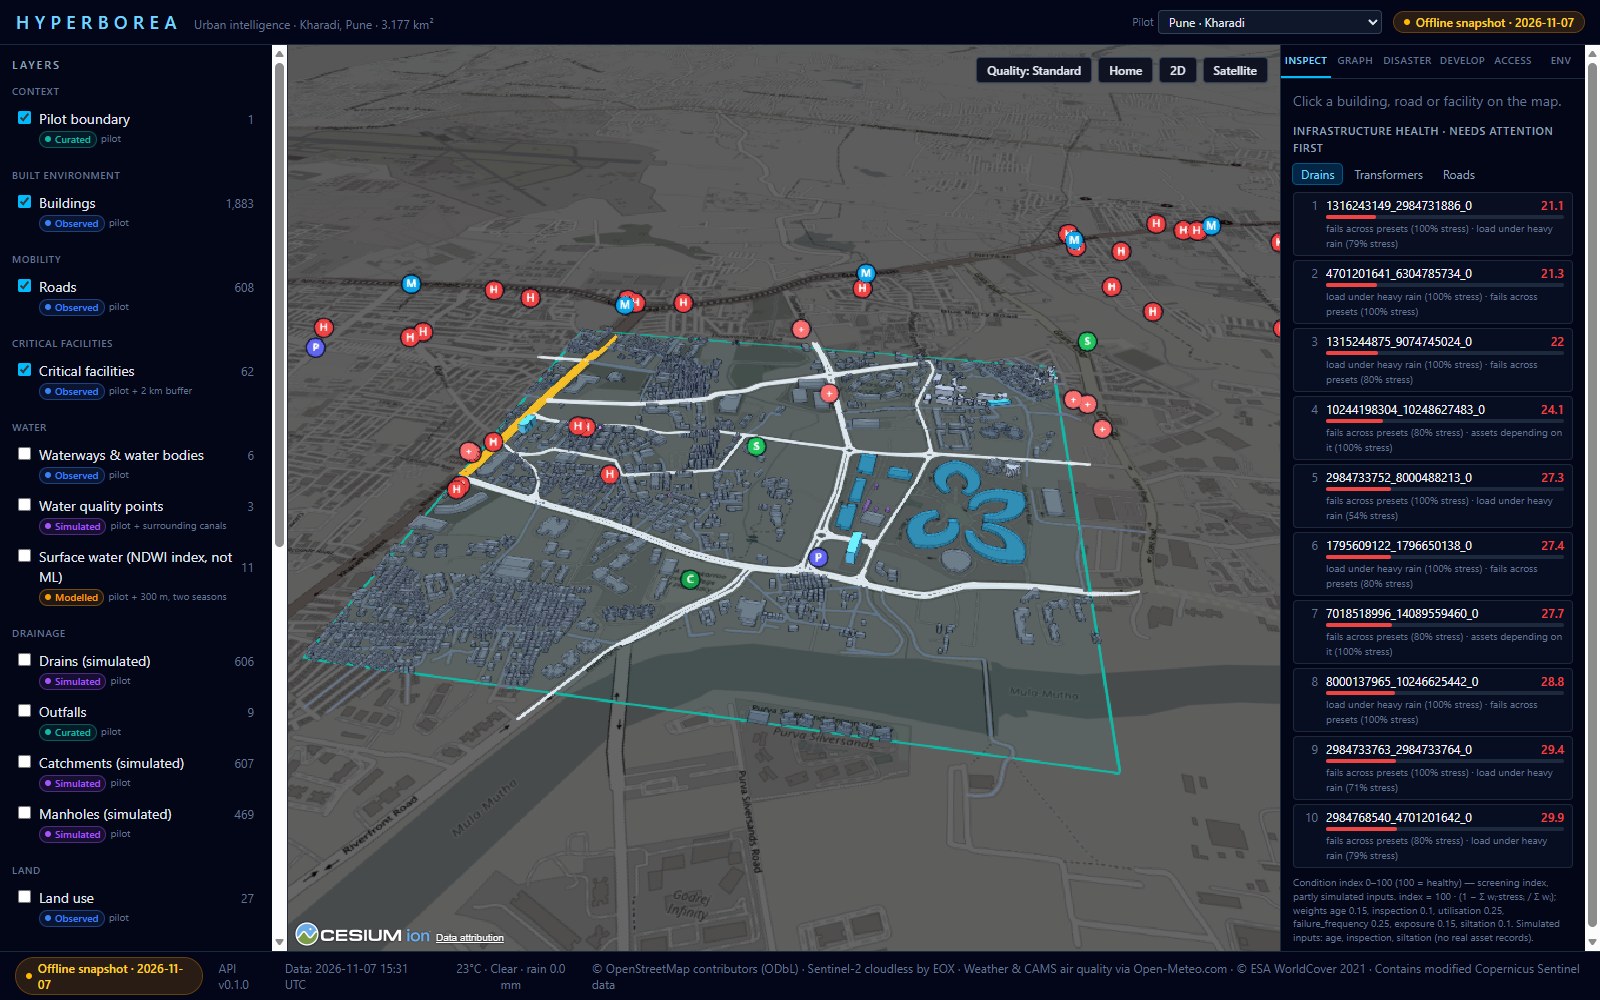 HYPERBOREA
Urban intelligence · Kharadi, Pune · 3.177 km²
Pilot
Pune · Kharadi
Offline snapshot · 2026-11-07
LAYERS
CONTEXT
Pilot boundary 1
Curated pilot
BUILT ENVIRONMENT
Buildings 1,883
Observed pilot
MOBILITY
Roads 608
Observed pilot
CRITICAL FACILITIES
Critical facilities 62
Observed pilot + 2 km buffer
WATER
Waterways & water bodies 6
Observed pilot
Water quality points 3
Simulated pilot + surrounding canals
Surface water (NDWI index, not
ML) 11
Modelled pilot + 300 m, two seasons
DRAINAGE
Drains (simulated) 606
Simulated pilot
Outfalls 9
Curated pilot
Catchments (simulated) 607
Simulated pilot
Manholes (simulated) 469
Simulated pilot
LAND
Land use 27
Observed pilot
Quality: Standard
Home
2D
Satellite
Mula Mutha
Purva Silversands
Mula Mutha
Riverfront Road
Purva Silversands Road
Godrej
Infinity
CESIUM ion Data attribution
INSPECT GRAPH DISASTER DEVELOP ACCESS ENV
Click a building, road or facility on the map.
INFRASTRUCTURE HEALTH · NEEDS ATTENTION
FIRST
Drains Transformers Roads
1 1316243149_2984731886_0 21.1
fails across presets (100% stress) · load under heavy
rain (79% stress)
2 4701201641_6304785734_0 21.3
load under heavy rain (100% stress) · fails across
presets (100% stress)
3 1315244875_9074745024_0 22
load under heavy rain (100% stress) · fails across
presets (80% stress)
4 10244198304_10248627483_0 24.1
fails across presets (80% stress) · assets depending on
it (100% stress)
5 2984733752_8000488213_0 27.3
fails across presets (100% stress) · load under heavy
rain (54% stress)
6 1795609122_1796650138_0 27.4
load under heavy rain (100% stress) · fails across
presets (80% stress)
7 7018518996_14089559460_0 27.7
fails across presets (80% stress) · assets depending on
it (100% stress)
8 8000137965_10246625442_0 28.8
load under heavy rain (100% stress) · fails across
presets (100% stress)
9 2984733763_2984733764_0 29.4
fails across presets (100% stress) · load under heavy
rain (71% stress)
10 2984768540_4701201642_0 29.9
fails across presets (80% stress) · load under heavy
rain (79% stress)
Condition index 0–100 (100 = healthy) — screening index,
partly simulated inputs. index = 100 · (1 − Σ wᵢ·stressᵢ / Σ wᵢ);
weights age 0.15, inspection 0.1, utilisation 0.25,
failure_frequency 0.25, exposure 0.15, siltation 0.1. Simulated
inputs: age, inspection, siltation (no real asset records).
Offline snapshot · 2026-11-
07
API
v0.1.0
Data: 2026-11-07 15:31
UTC
23°C · Clear · rain 0.0
mm
© OpenStreetMap contributors (ODbL) · Sentinel-2 cloudless by EOX · Weather & CAMS air quality via Open-Meteo.com · © ESA WorldCover 2021 · Contains modified Copernicus Sentinel
data